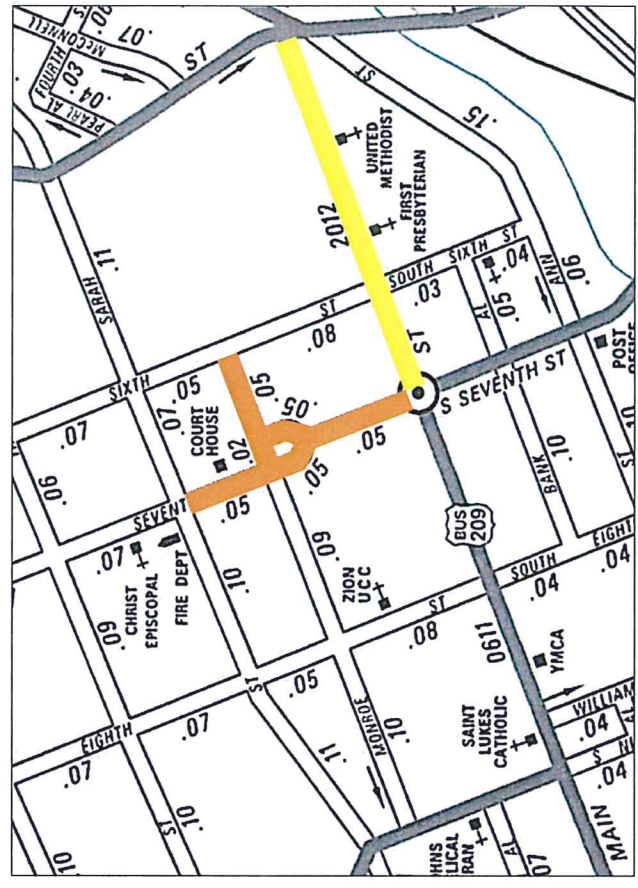 .07
FOURTH
MCCONNELL
.03
.04
PEARL AL
ST
ST
.15
UNITED
METHODIST
2012
FIRST
PRESBYTERIAN
SARAH
.11
SOUTH
SIXTH
ST
.04
ANN
.06
ST
.08
.03
AL
.05
ST
SIXTH
.05
.05
.07
COURT
HOUSE
.02
.05
.05
.05
S SEVENTH ST
POST
.10
ST
.07
.06
SEVENT
.05
BANK
.10
BUS
209
.07
CHRIST
EPISCOPAL
FIRE DEPT
.10
.09
ZION
UCC
.09
EIGHT
SOUTH
.04
.04
ST
.08
0611
YMCA
EIGHTH
.07
ST
.05
MONROE
.10
.11
SAINT
LUKES
CATHOLIC
WILLIAM
.04
AL
S
.04
.07
.10
.10
AL
.07
MAIN